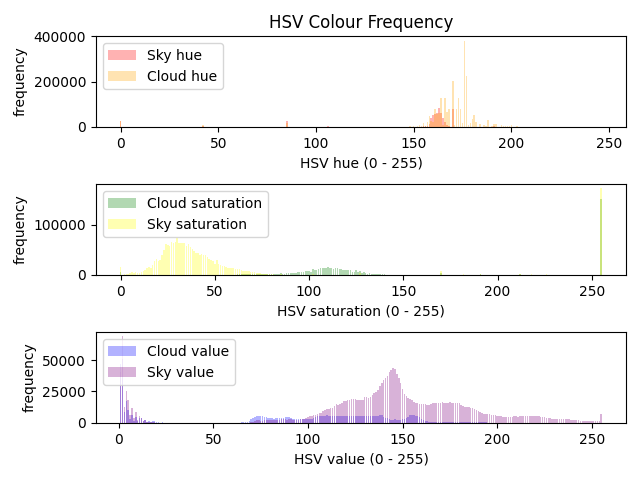 HSV Colour Frequency
400000
200000
0
frequency
Sky hue
Cloud hue
0 50 100 150 200 250
HSV hue (0 - 255)
100000
0
frequency
Cloud saturation
Sky saturation
0 50 100 150 200 250
HSV saturation (0 - 255)
50000
25000
0
frequency
Cloud value
Sky value
0 50 100 150 200 250
HSV value (0 - 255)